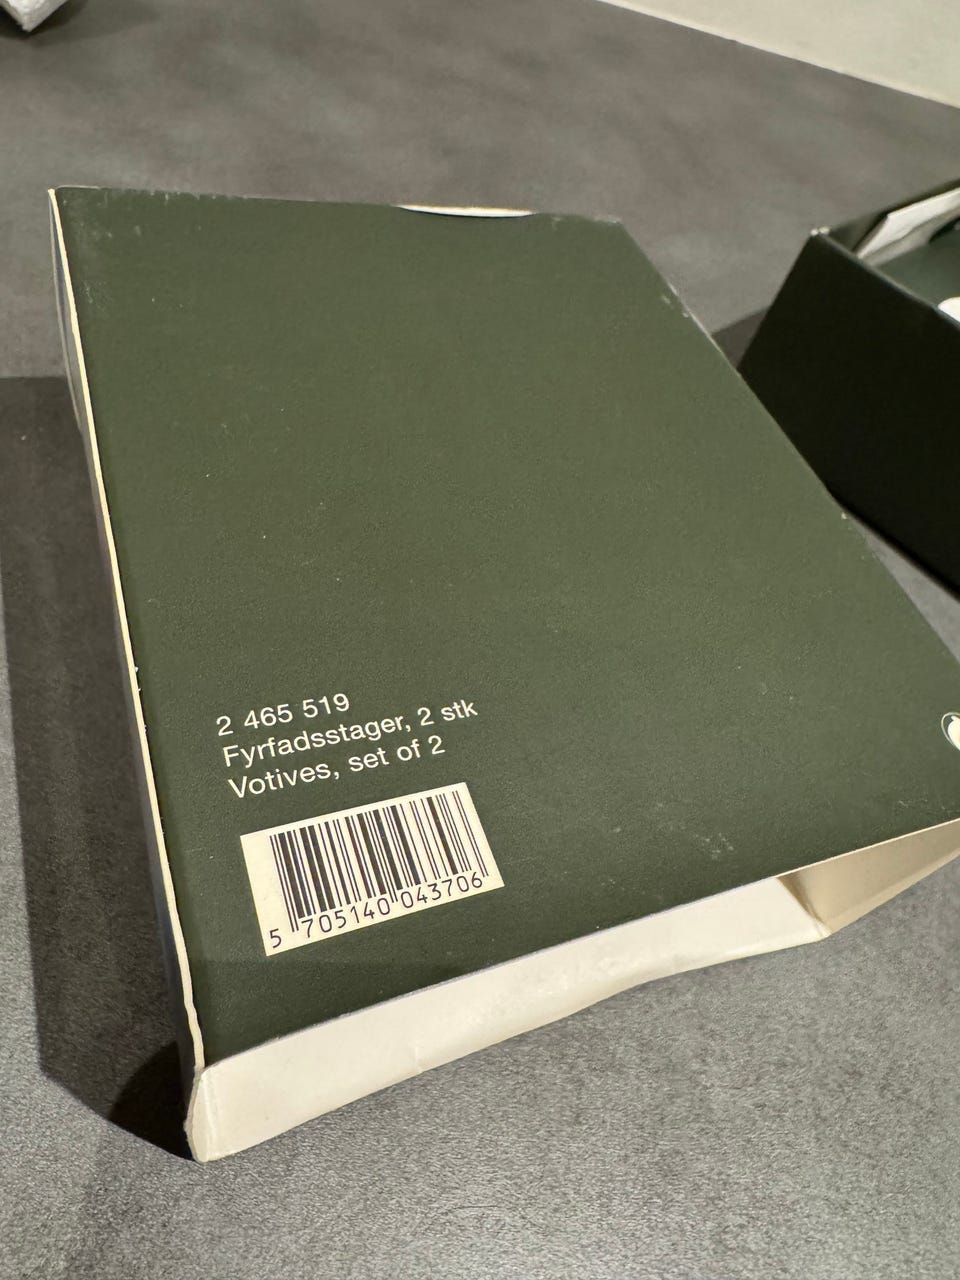 2 465 519
Fyrfadsstager, 2 stk
Votives, set of 2
5 705140 043706